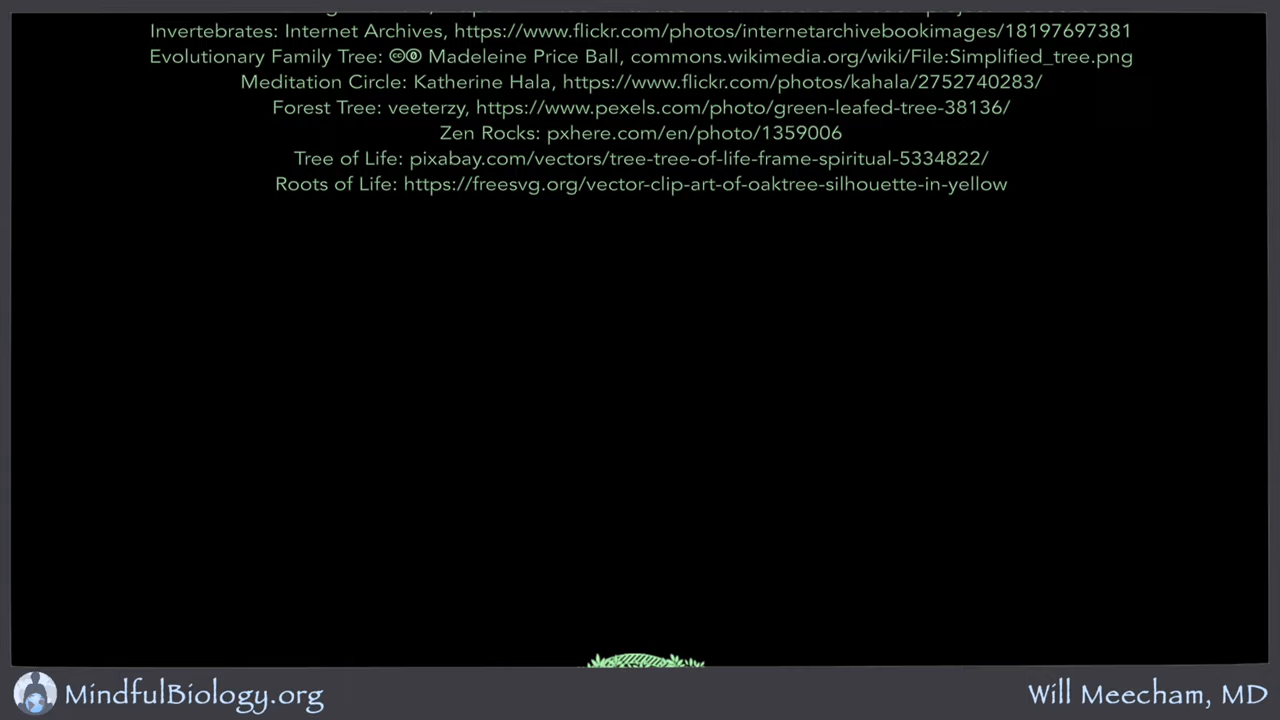 Invertebrates: Internet Archives, https://www.flickr.com/photos/internetarchivebookimages/18197697381
Evolutionary Family Tree: Madeleine Price Ball, commons.wikimedia.org/wiki/File:Simplified_tree.png
Meditation Circle: Katherine Hala, https://www.flickr.com/photos/kahala/2752740283/
Forest Tree: veeterzy, https://www.pexels.com/photo/green-leafed-tree-38136/
Zen Rocks: pxhere.com/en/photo/1359006
Tree of Life: pixabay.com/vectors/tree-tree-of-life-frame-spiritual-5334822/
Roots of Life: https://freesvg.org/vector-clip-art-of-oaktree-silhouette-in-yellow
MindfulBiology.org
Will Meecham, MD